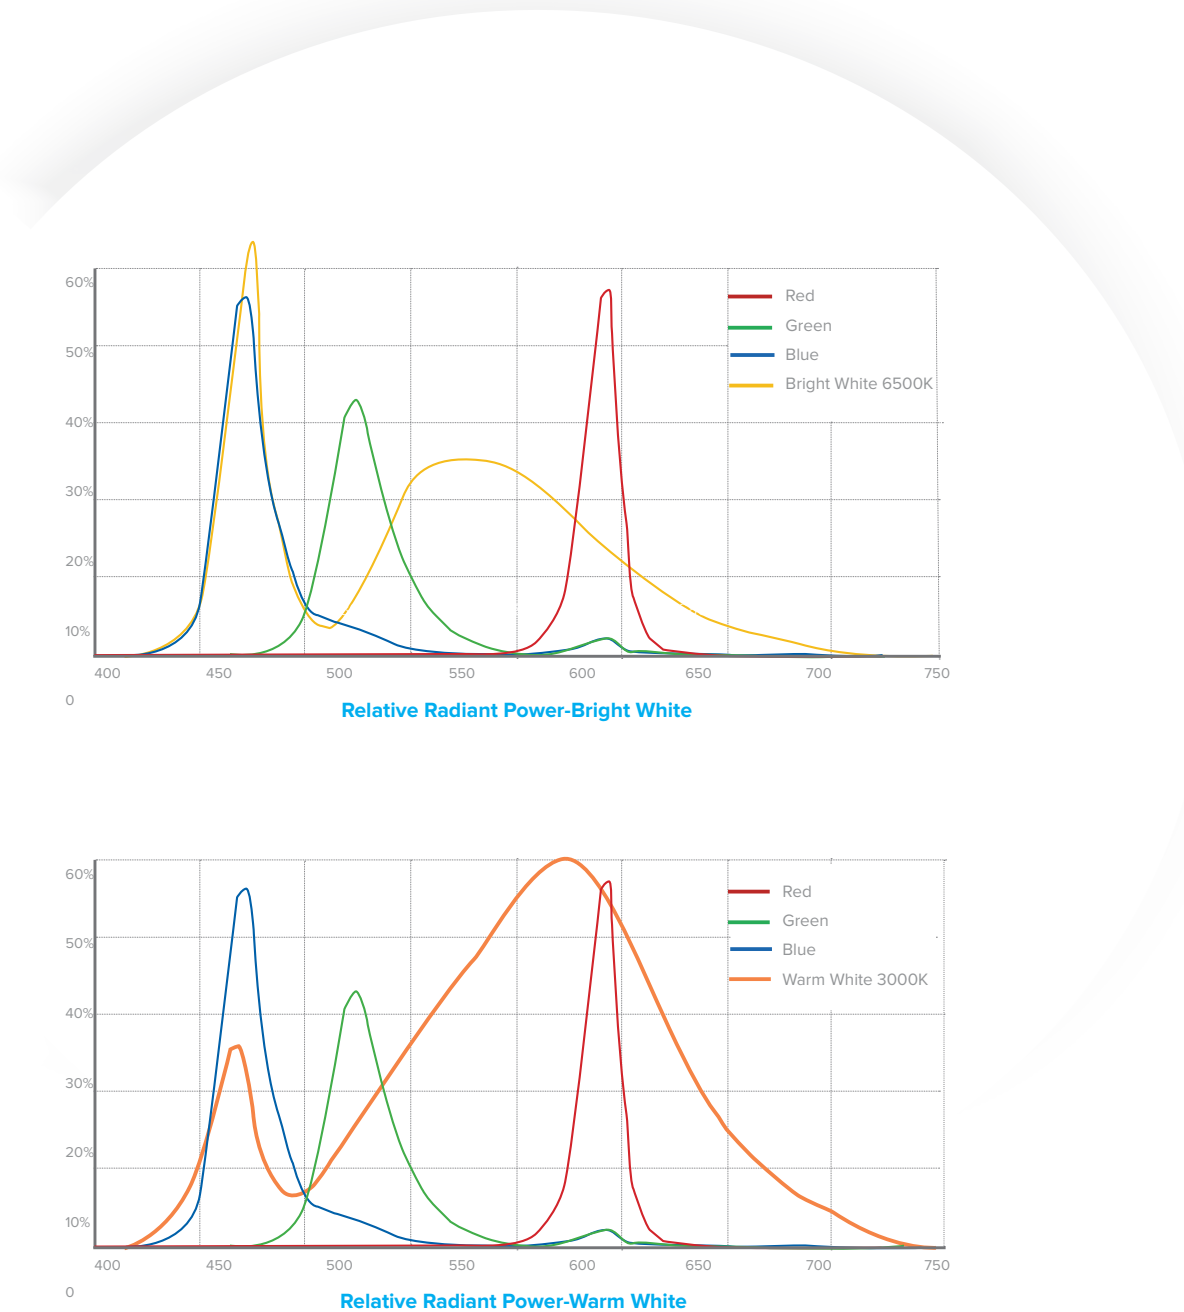 60%
50%
40%
30%
20%
10%
0
Red
Green
Blue
Bright White 6500K
400 450 500 550 600 650 700 750
Relative Radiant Power-Bright White
60%
50%
40%
30%
20%
10%
0
Red
Green
Blue
Warm White 3000K
400 450 500 550 600 650 700 750
Relative Radiant Power-Warm White